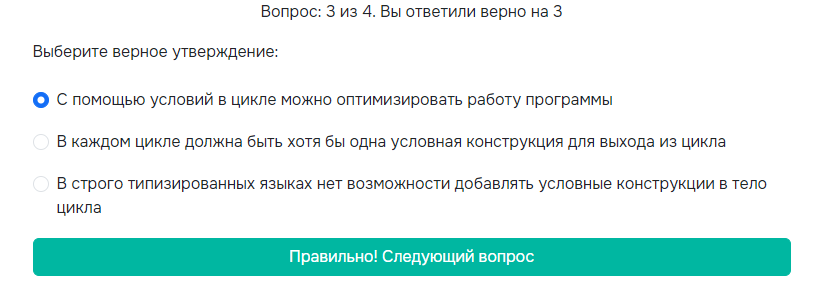 Вопрос: 3 из 4. Вы ответили верно на 3
Выберите верное утверждение:
С помощью условий в цикле можно оптимизировать работу программы
В каждом цикле должна быть хотя бы одна условная конструкция для выхода из цикла
В строго типизированных языках нет возможности добавлять условные конструкции в тело
цикла
Правильно! Следующий вопрос